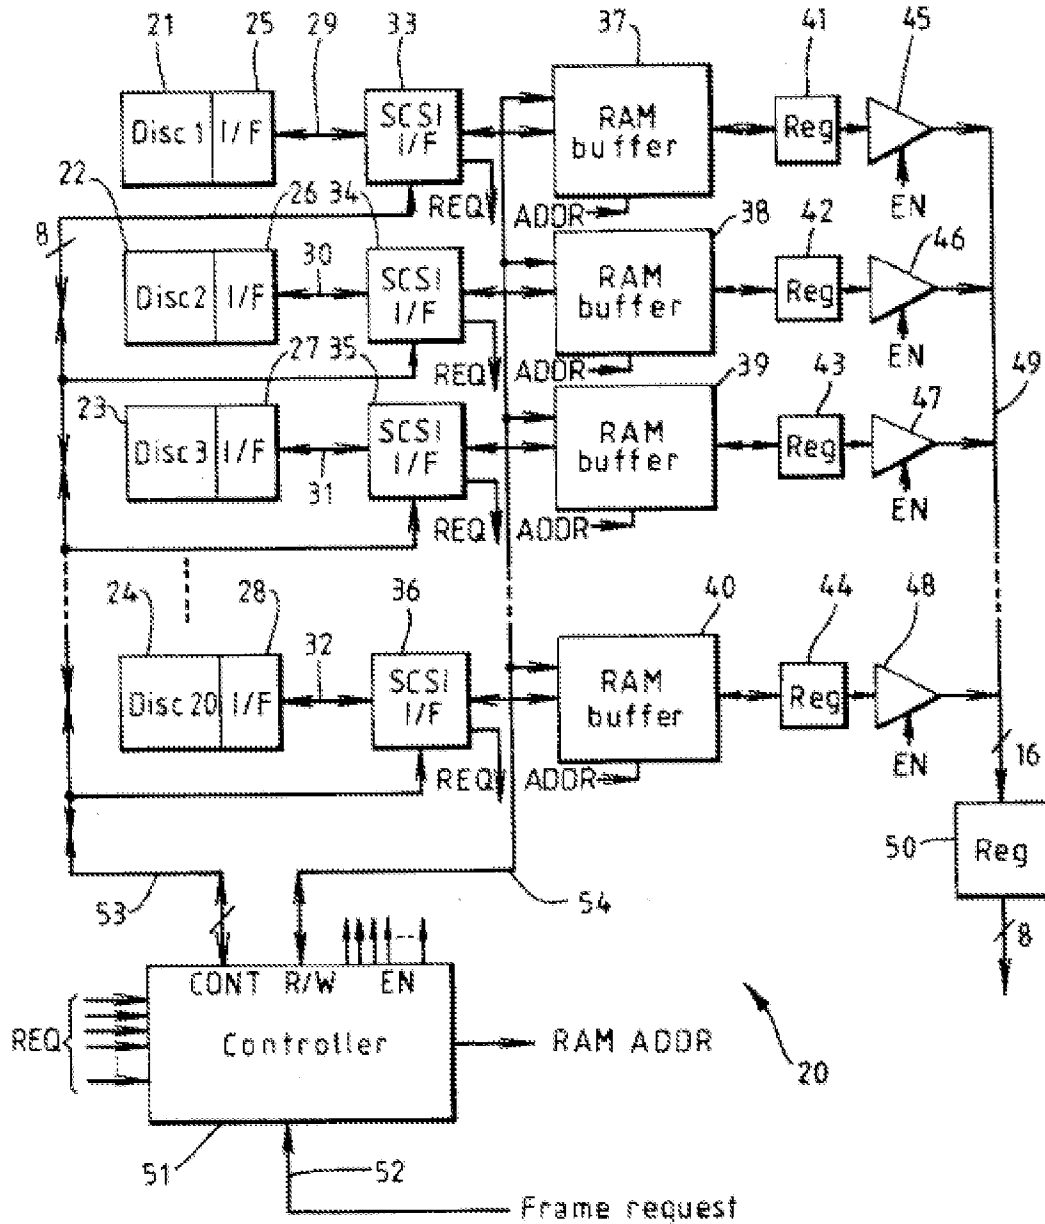 21 25 29 33 37 41 45
Disc 1 I/F SCSI I/F RAM buffer Reg
REQ ADDR EN
8
22 26 34 38 42 46
30
Disc 2 I/F SCSI I/F RAM buffer Reg
REQ ADDR EN
27 35 39 43 47 49
23
Disc 3 I/F SCSI I/F RAM buffer Reg
31
REQ ADDR EN
24 28 36 40 44 48
32
Disc 20 I/F SCSI I/F RAM buffer Reg
REQ ADDR EN
16
50 Reg
53 54
8
CONT R/W EN
REQ Controller RAM ADDR
20
51 52
Frame request